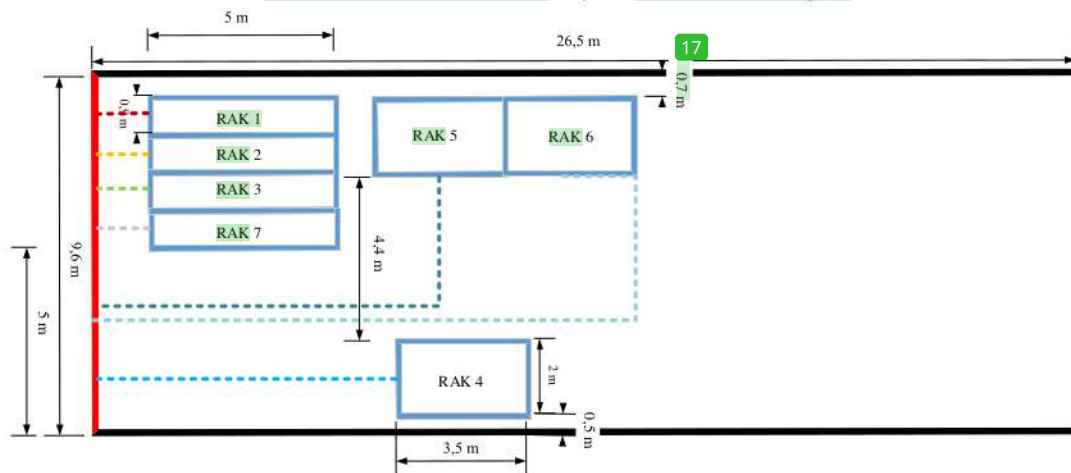 5 m
26,5 m
17
0,7 m
0,9 m
RAK 1
RAK 5
RAK 6
RAK 2
RAK 3
RAK 7
4,4 m
9,6 m
5 m
RAK 4
2 m
0,5 m
3,5 m